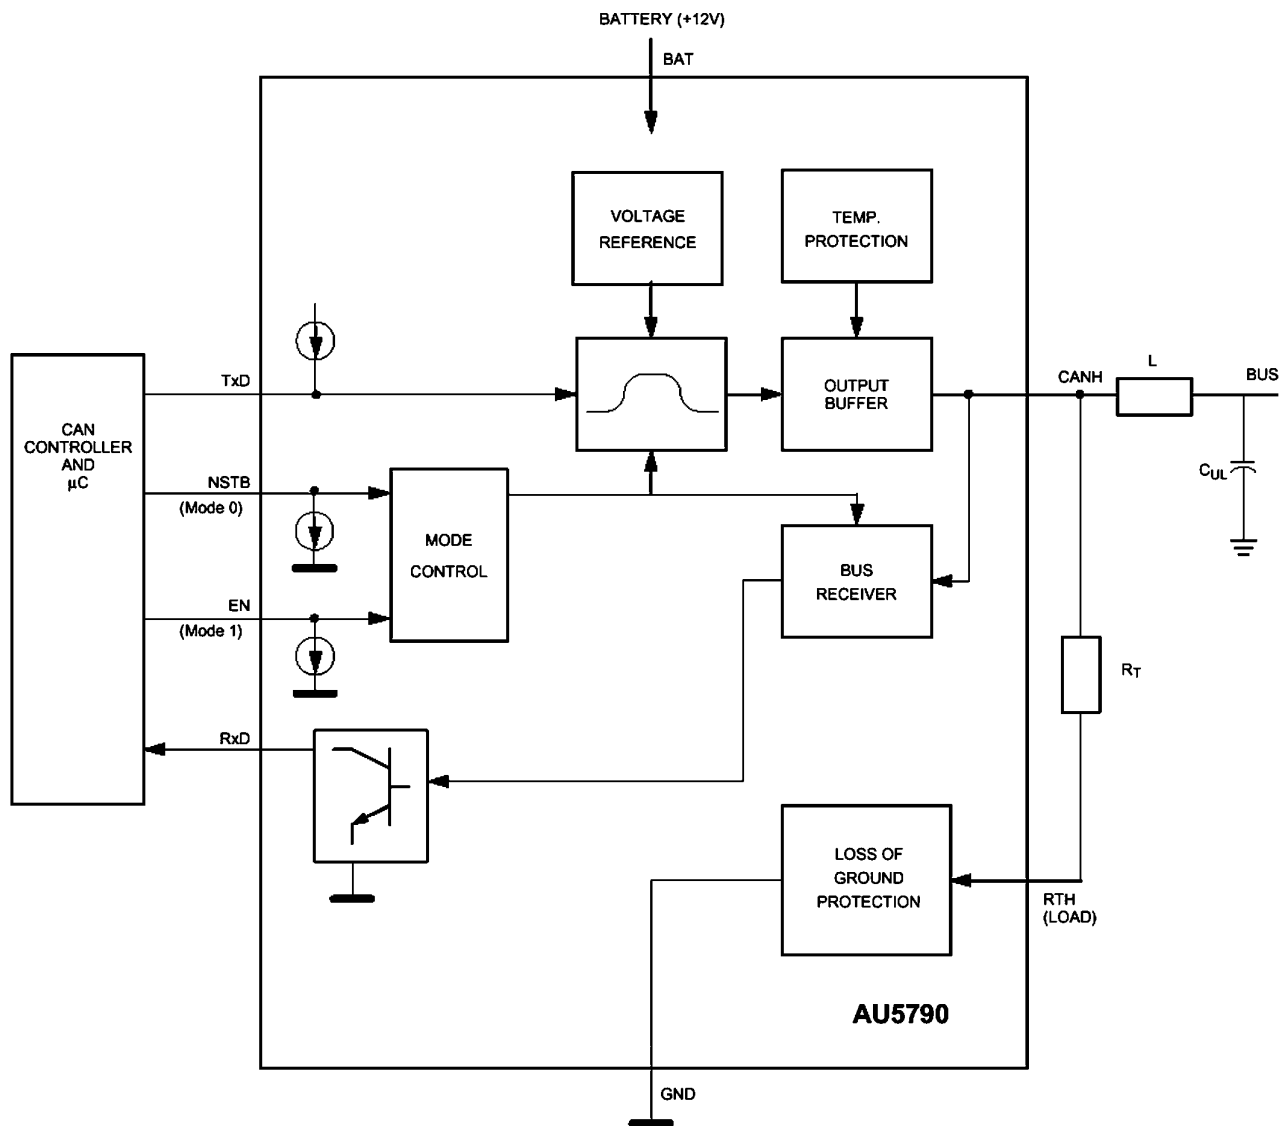 BATTERY (+12V)
BAT
VOLTAGE
REFERENCE
TEMP.
PROTECTION
TxD
OUTPUT
BUFFER
CANH
L
BUS
CAN
CONTROLLER
AND
μC
NSTB
(Mode 0)
MODE
CONTROL
CUL
BUS
RECEIVER
EN
(Mode 1)
RT
RxD
LOSS OF
GROUND
PROTECTION
RTH
(LOAD)
AU5790
GND